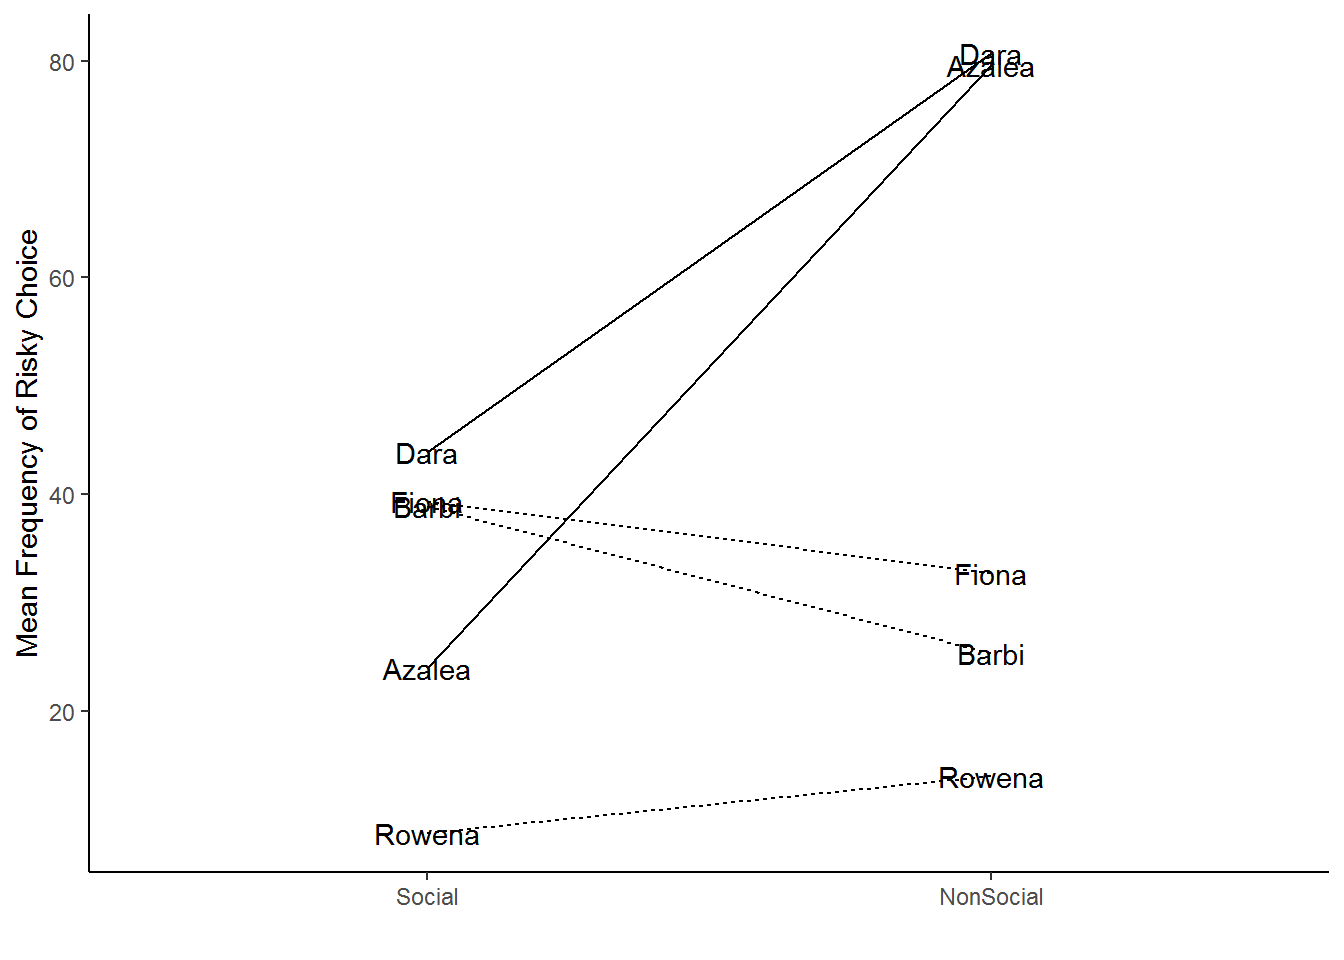 Mean Frequency of Risky Choice
80
60
40
20
Dara
Azalea
Dara
Fiona
Barbi
Fiona
Barbi
Azalea
Rowena
Rowena
Social
NonSocial